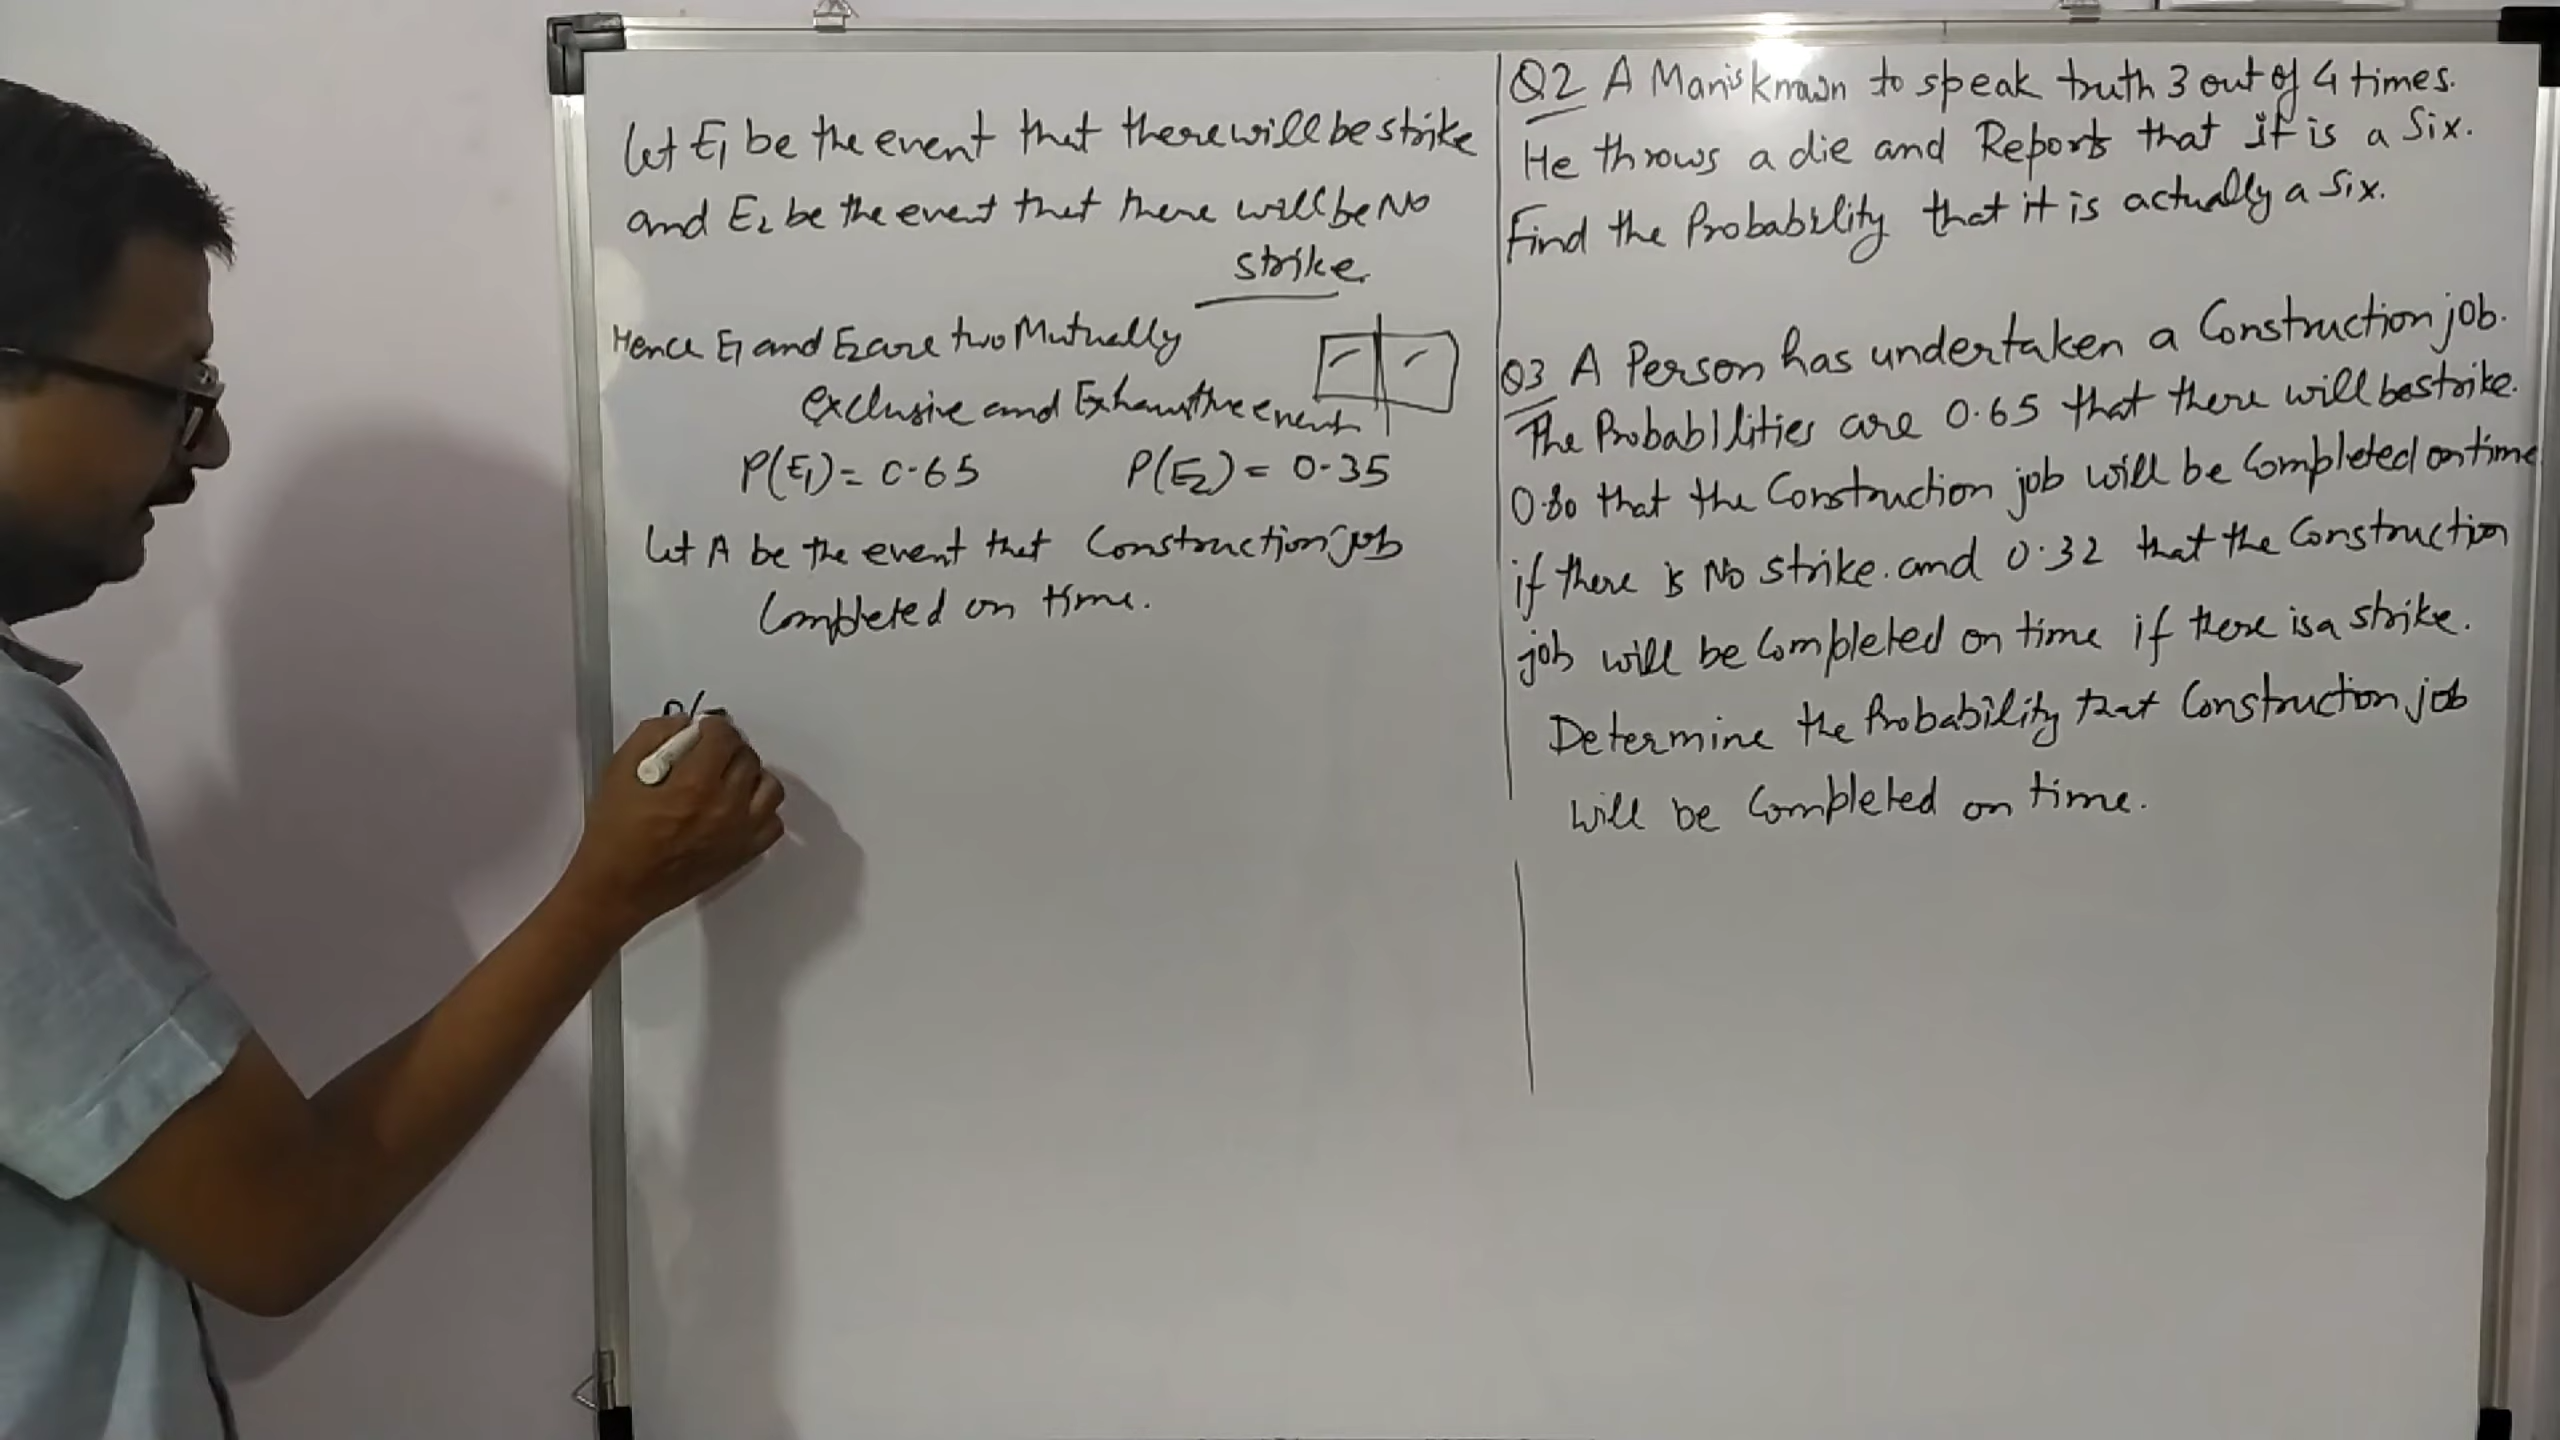 Let E1 be the event that there will be strike
and E2 be the event that there will be No
strike.
Hence E1 and E2 are two Mutually
exclusive and Exhaustive event
P(E1) = 0.65 P(E2) = 0.35
Let A be the event that Construction job
Completed on time.
P(
Q2 A Man is known to speak truth 3 out of 4 times.
He throws a die and Reports that it is a Six.
Find the Probability that it is actually a Six.
Q3 A Person has undertaken a Construction job.
The Probabilities are 0.65 that there will be strike.
0.80 that the Construction job will be Completed on time
if there is No strike. and 0.32 that the Construction
job will be Completed on time if there is a strike.
Determine the Probability that Construction job
will be Completed on time.